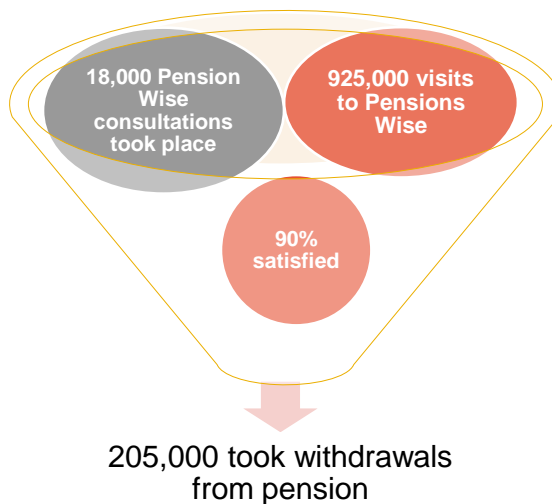 18,000 Pension
Wise
consultations
took place
925,000 visits
to Pensions
Wise
90%
satisfied
205,000 took withdrawals
from pension